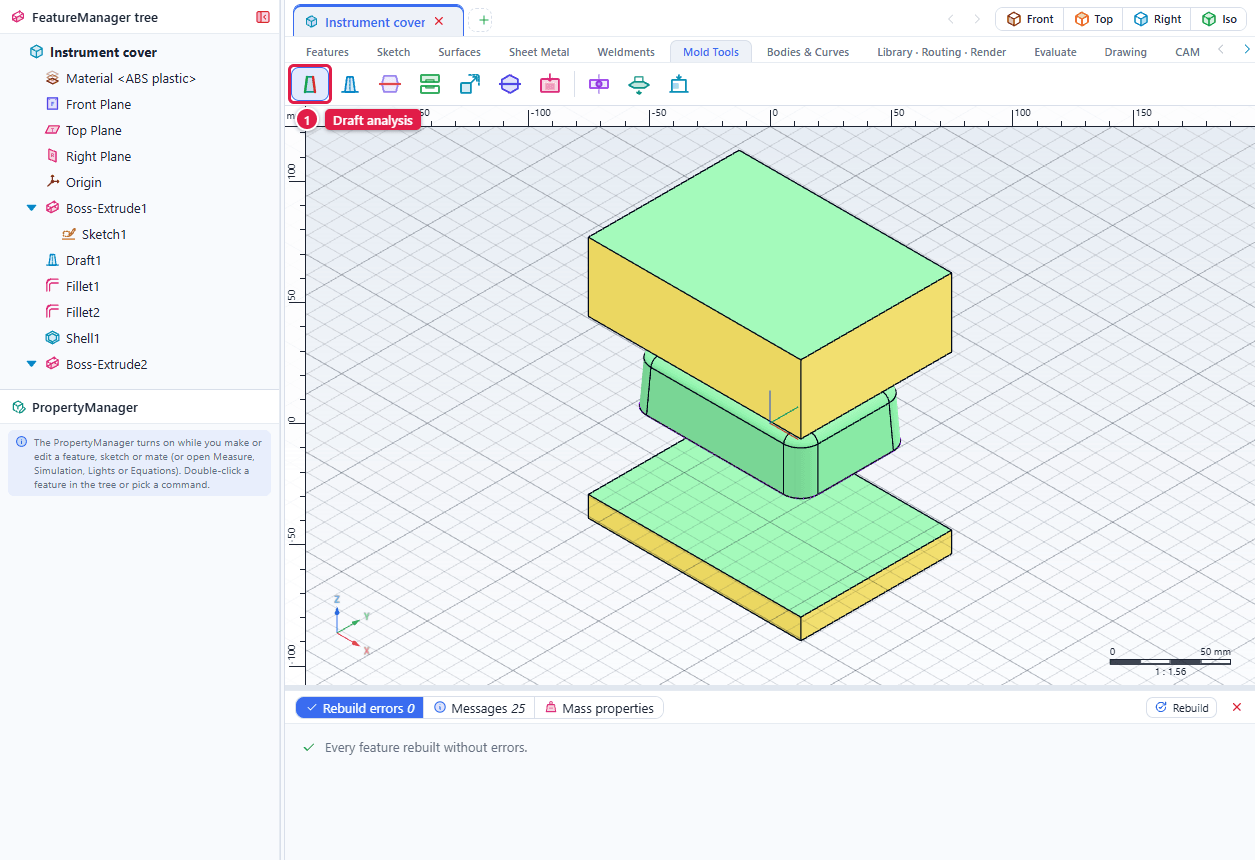 FeatureManager tree
Instrument cover
Material <ABS plastic>
Front Plane
Top Plane
Right Plane
Origin
Boss-Extrude1
Sketch1
Draft1
Fillet1
Fillet2
Shell1
Boss-Extrude2
PropertyManager
The PropertyManager turns on while you make or
edit a feature, sketch or mate (or open Measure,
Simulation, Lights or Equations). Double-click a
feature in the tree or pick a command.
Instrument cover
Front
Top
Right
Iso
Features
Sketch
Surfaces
Sheet Metal
Weldments
Mold Tools
Bodies & Curves
Library · Routing · Render
Evaluate
Drawing
CAM
1
Draft analysis
-100
-50
0
50
100
150
100
50
0
-50
-100
Z
Y
X
0
50 mm
1 : 1.56
Rebuild errors 0
Messages 25
Mass properties
Rebuild
Every feature rebuilt without errors.